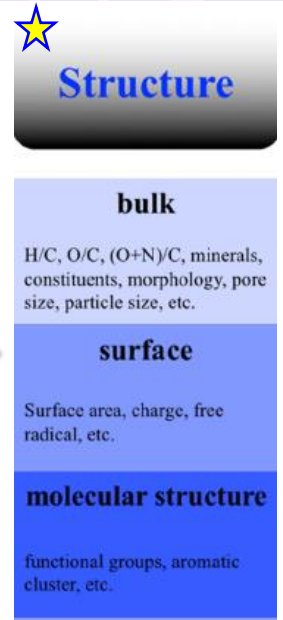 Structure
bulk
H/C, O/C, (O+N)/C, minerals,
constituents, morphology, pore
size, particle size, etc.
surface
Surface area, charge, free
radical, etc.
molecular structure
functional groups, aromatic
cluster, etc.